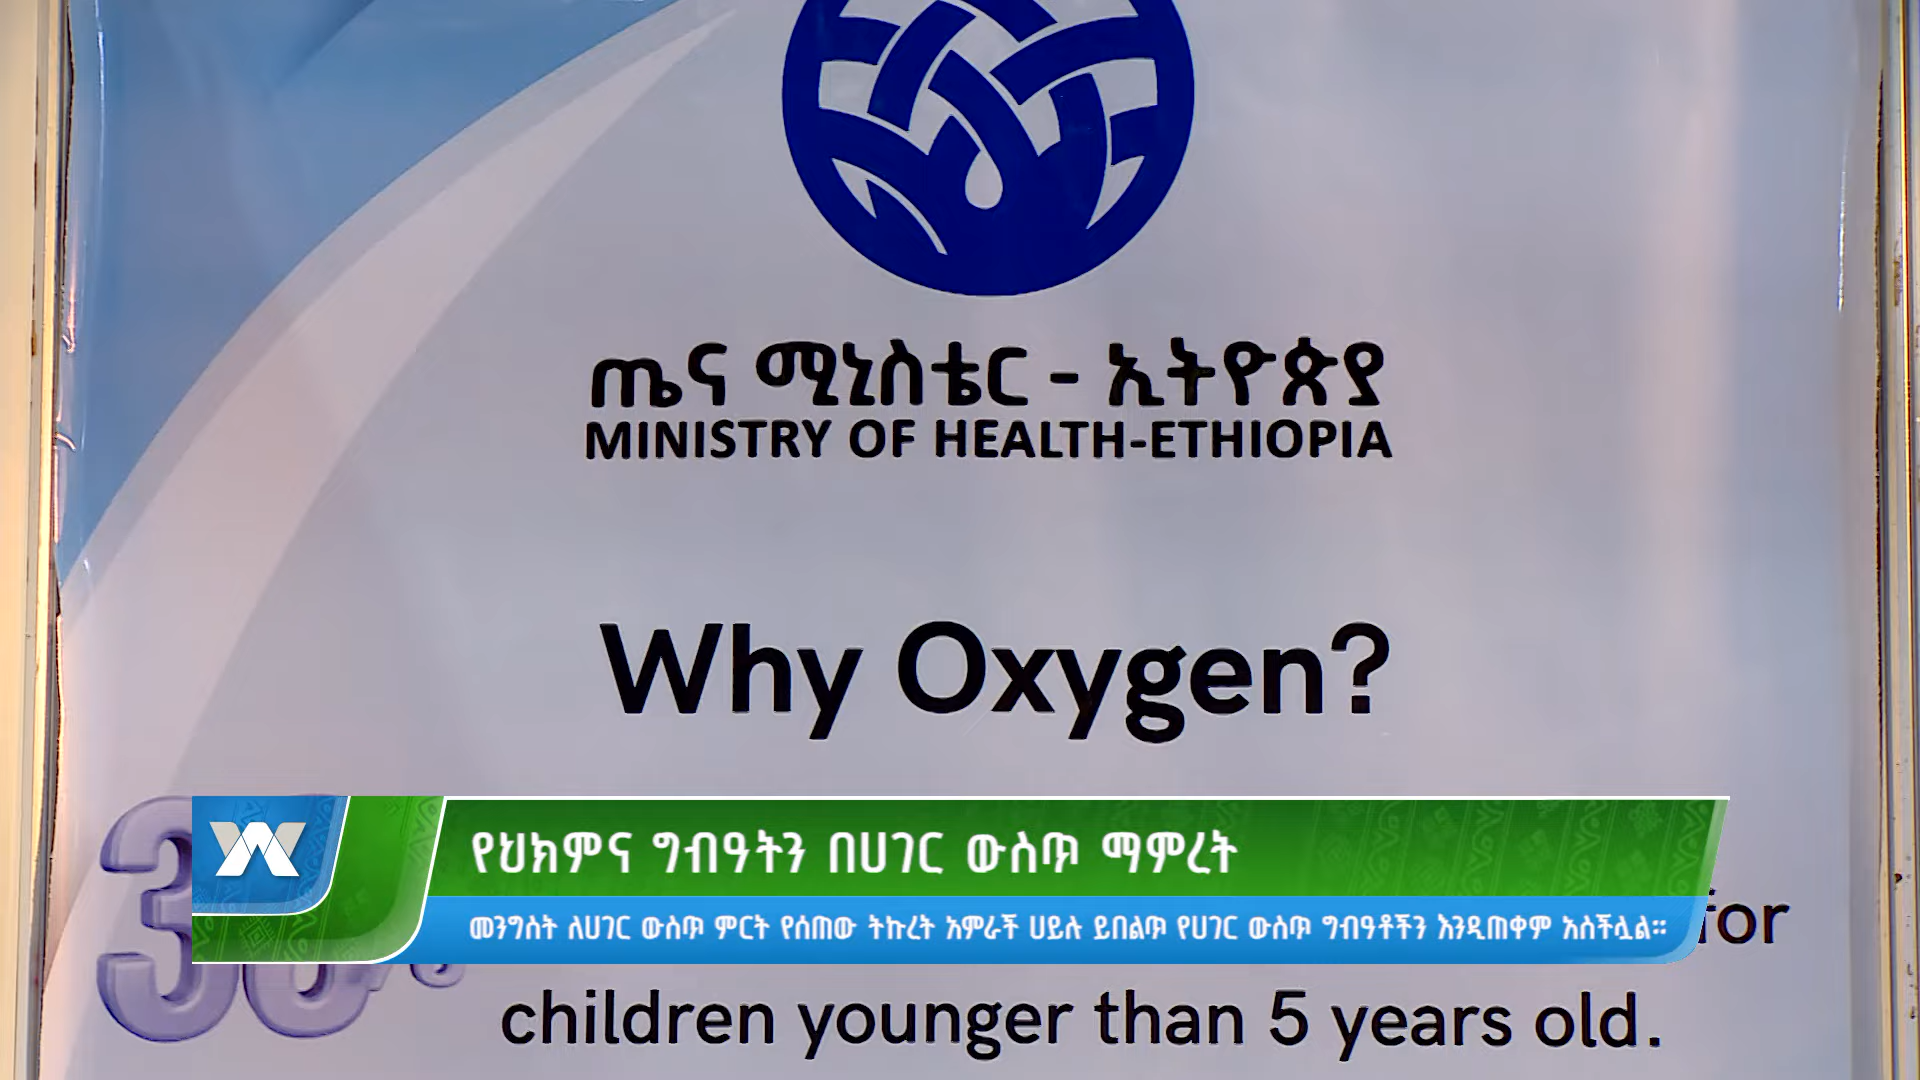 ጤና ሚኒስቴር - ኢትዮጵያ
MINISTRY OF HEALTH-ETHIOPIA
Why Oxygen?
የህክምና ግብዓትን በሀገር ውስጥ ማምረት
መንግስት ለሀገር ውስጥ ምርት የሰጠው ትኩረት አምራች ሀይሉ ይበልጥ የሀገር ውስጥ ግብዓቶችን እንዲጠቀም አስችሏል።
for
children younger than 5 years old.